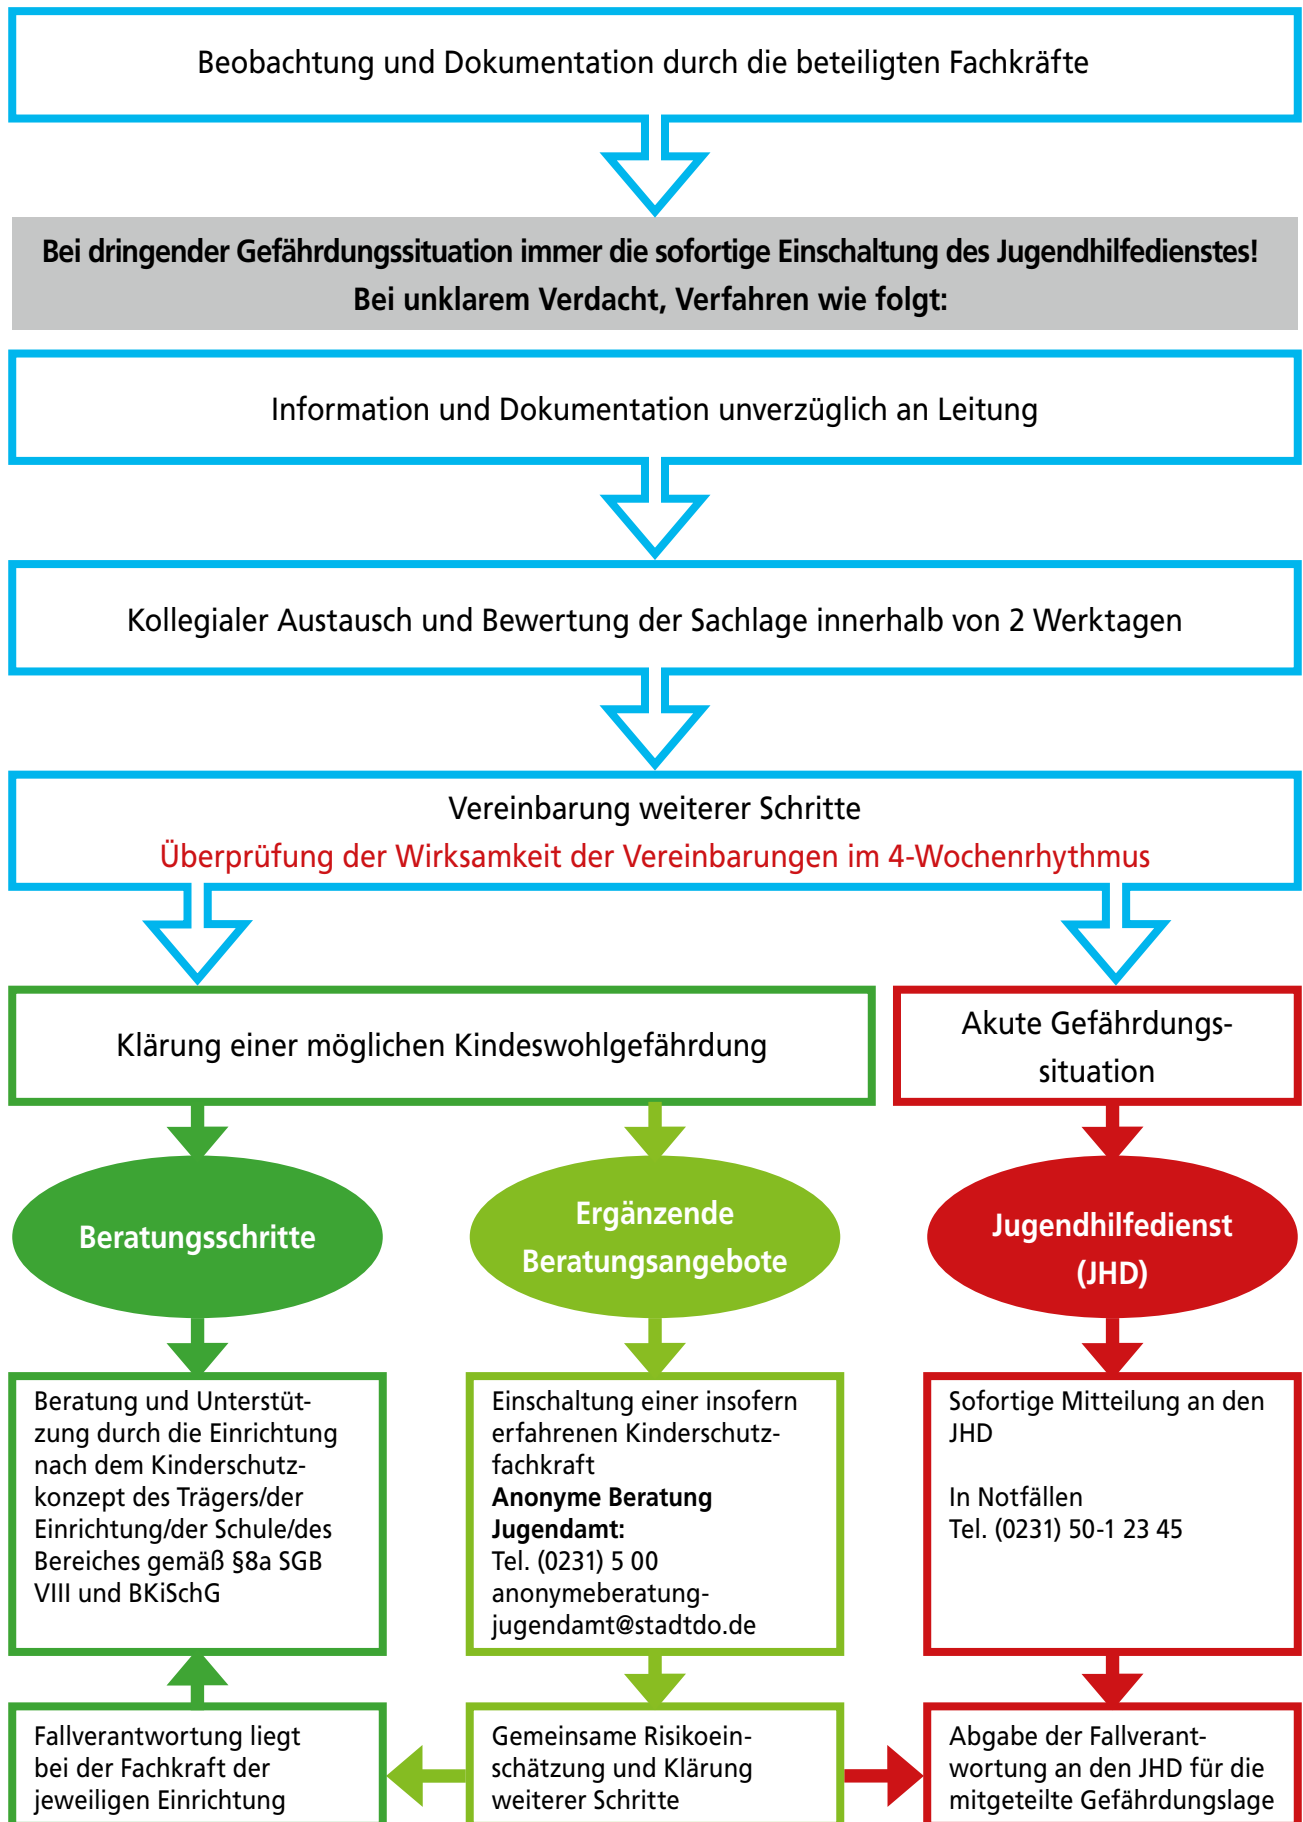 Beobachtung und Dokumentation durch die beteiligten Fachkräfte
Bei dringender Gefährdungssituation immer die sofortige Einschaltung des Jugendhilfedienstes!
Bei unklarem Verdacht, Verfahren wie folgt:
Information und Dokumentation unverzüglich an Leitung
Kollegialer Austausch und Bewertung der Sachlage innerhalb von 2 Werktagen
Vereinbarung weiterer Schritte
Überprüfung der Wirksamkeit der Vereinbarungen im 4-Wochenrhythmus
Klärung einer möglichen Kindeswohlgefährdung
Akute Gefährdungs-
situation
Beratungsschritte
Ergänzende
Beratungsangebote
Jugendhilfedienst
(JHD)
Beratung und Unterstüt-
zung durch die Einrichtung
nach dem Kinderschutz-
konzept des Trägers/der
Einrichtung/der Schule/des
Bereiches gemäß §8a SGB
VIII und BKiSchG
Einschaltung einer insofern
erfahrenen Kinderschutz-
fachkraft
Anonyme Beratung
Jugendamt:
Tel. (0231) 5 00
anonymeberatung-
jugendamt@stadtdo.de
Sofortige Mitteilung an den
JHD
In Notfällen
Tel. (0231) 50-1 23 45
Fallverantwortung liegt
bei der Fachkraft der
jeweiligen Einrichtung
Gemeinsame Risikoein-
schätzung und Klärung
weiterer Schritte
Abgabe der Fallverant-
wortung an den JHD für die
mitgeteilte Gefährdungslage